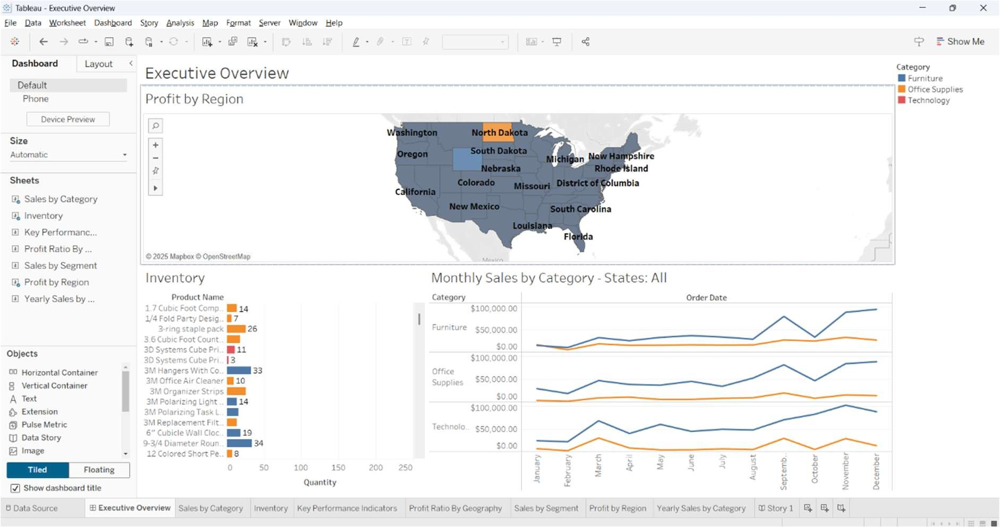 Tableau - Executive Overview
File Data Worksheet Dashboard Story Analysis Map Format Server Window Help
Show Me
Dashboard
Layout
Default
Phone
Device Preview
Size
Automatic
Sheets
Sales by Category
Inventory
Key Performanc...
Profit Ratio By ...
Sales by Segment
Profit by Region
Yearly Sales by ...
Objects
Horizontal Container
Vertical Container
Text
Extension
Pulse Metric
Data Story
Image
Tiled
Floating
Show dashboard title
Executive Overview
Profit by Region
Washington
North Dakota
Oregon
South Dakota
Michigan
New Hampshire
Nebraska
Rhode Island
Colorado
Missouri
District of Columbia
California
New Mexico
South Carolina
Louisiana
Florida
Mexico
© 2025 Mapbox © OpenStreetMap
Category
Furniture
Office Supplies
Technology
Inventory
Product Name
1.7 Cubic Foot Comp.. 14
1/4 Fold Party Desig.. 7
3-ring staple pack 26
3.6 Cubic Foot Count..
3D Systems Cube Pri.. 11
3D Systems Cube Pri.. 3
3M Hangers With Co.. 33
3M Office Air Cleaner 10
3M Organizer Strips
3M Polarizing Light .. 14
3M Polarizing Task L..
3M Replacement Filt..
6" Cubicle Wall Cloc.. 19
9-3/4 Diameter Roun.. 34
12 Colored Short Pe.. 8
0 50 100 150 200 250
Quantity
Monthly Sales by Category - States: All
Category
Order Date
Furniture
$100,000.00
$50,000.00
$0.00
Office
Supplies
$100,000.00
$50,000.00
$0.00
Technolo..
$100,000.00
$50,000.00
$0.00
January
February
March
April
May
June
July
August
Septemb..
October
November
December
Data Source
Executive Overview
Sales by Category
Inventory
Key Performance Indicators
Profit Ratio By Geography
Sales by Segment
Profit by Region
Yearly Sales by Category
Story 1